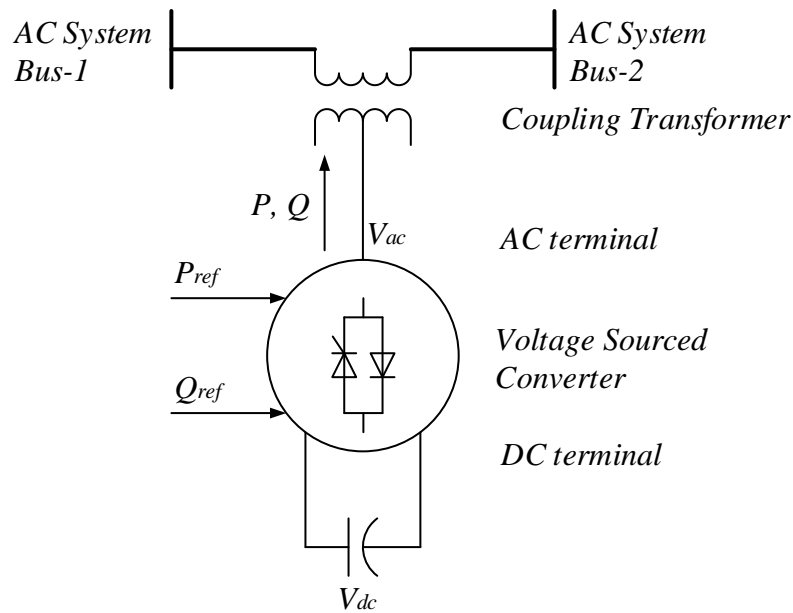 AC System
Bus-1
AC System
Bus-2
Coupling Transformer
P, Q
Vac
AC terminal
Pref
Voltage Sourced
Converter
Qref
DC terminal
Vdc